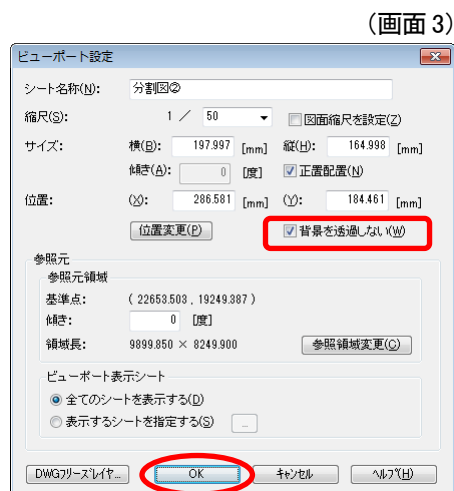 (画面 3)
ビューポート設定
シート名称(N): 分割図②
縮尺(S): 1 / 50 図面縮尺を設定(Z)
サイズ: 横(B): 197.997 [mm] 縦(H): 164.998 [mm]
傾き(A): 0 [度] 正置配置(N)
位置: (X): 286.581 [mm] (Y): 184.461 [mm]
位置変更(P) 背景を透過しない(W)
参照元
参照元領域
基準点: ( 22653.503 , 19249.387 )
傾き: 0 [度]
領域長: 9899.850 × 8249.900 参照領域変更(C)
ビューポート表示シート
全てのシートを表示する(D)
表示するシートを指定する(S) ...
DWGフリーズレイヤ... OK キャンセル ヘルプ(H)